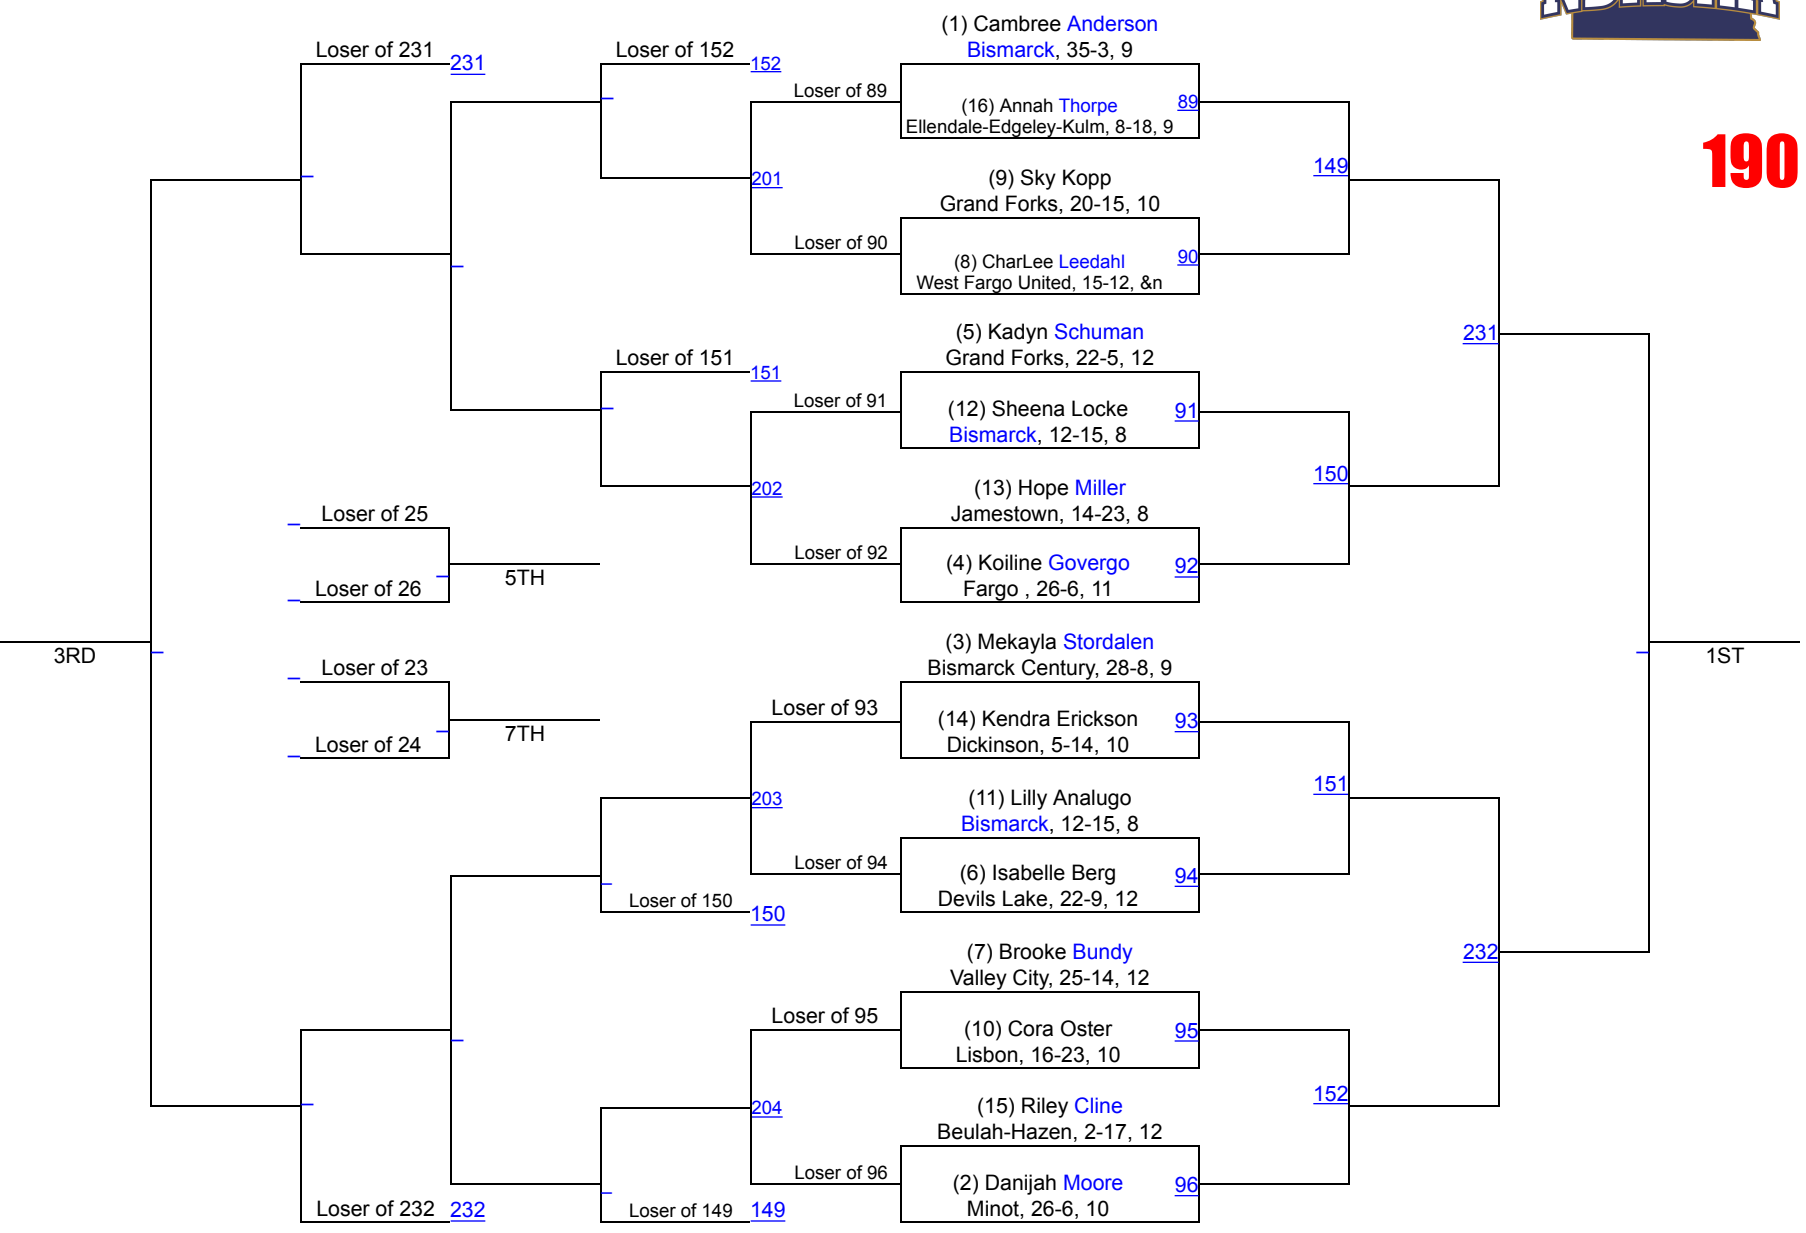 (1) Cambree Anderson
Bismarck, 35-3, 9
Loser of 231
231
Loser of 152
152
Loser of 89
(16) Annah Thorpe
89
Ellendale-Edgeley-Kulm, 8-18, 9
190
149
201
(9) Sky Kopp
Grand Forks, 20-15, 10
Loser of 90
(8) CharLee Leedahl
90
West Fargo United, 15-12, &n
(5) Kadyn Schuman
231
Loser of 151
151
Grand Forks, 22-5, 12
Loser of 91
(12) Sheena Locke
91
Bismarck, 12-15, 8
150
202
(13) Hope Miller
Loser of 25
Jamestown, 14-23, 8
Loser of 92
(4) Koiline Govergo
92
5TH
Loser of 26
Fargo , 26-6, 11
(3) Mekayla Stordalen
3RD
1ST
Loser of 23
Bismarck Century, 28-8, 9
Loser of 93
(14) Kendra Erickson
93
7TH
Loser of 24
Dickinson, 5-14, 10
151
203
(11) Lilly Analugo
Bismarck, 12-15, 8
Loser of 94
(6) Isabelle Berg
94
Loser of 150
150
Devils Lake, 22-9, 12
(7) Brooke Bundy
232
Valley City, 25-14, 12
Loser of 95
(10) Cora Oster
95
Lisbon, 16-23, 10
152
204
(15) Riley Cline
Beulah-Hazen, 2-17, 12
Loser of 96
(2) Danijah Moore
96
Loser of 232
232
Loser of 149
149
Minot, 26-6, 10